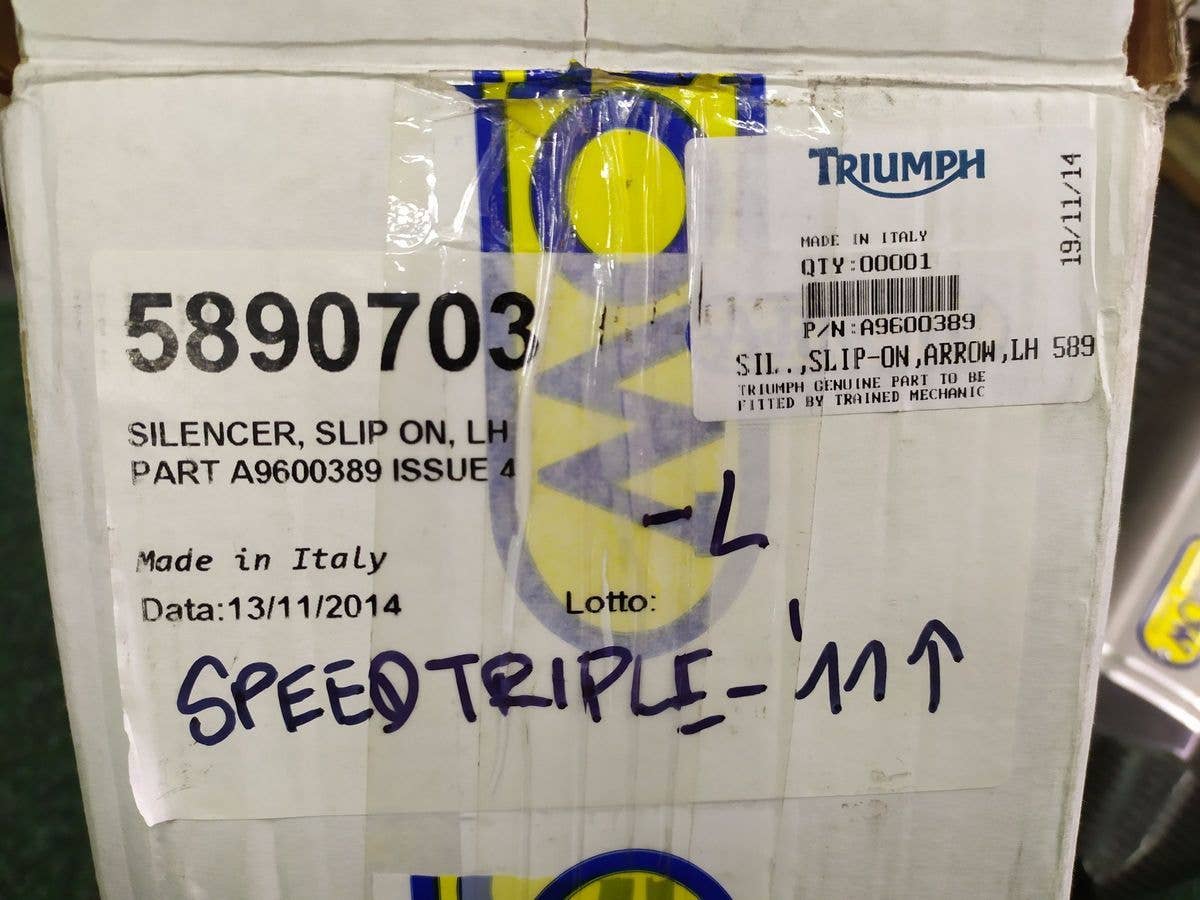 5890703
SILENCER, SLIP ON, LH
PART A9600389 ISSUE 4
Made in Italy
Data:13/11/2014
Lotto:
-L
SPEED TRIPLE - '11 ↑
TRIUMPH
19/11/14
MADE IN ITALY
QTY:00001
P/N:A9600389
SIL.,SLIP-ON,ARROW,LH 589
TRIUMPH GENUINE PART TO BE
FITTED BY TRAINED MECHANIC